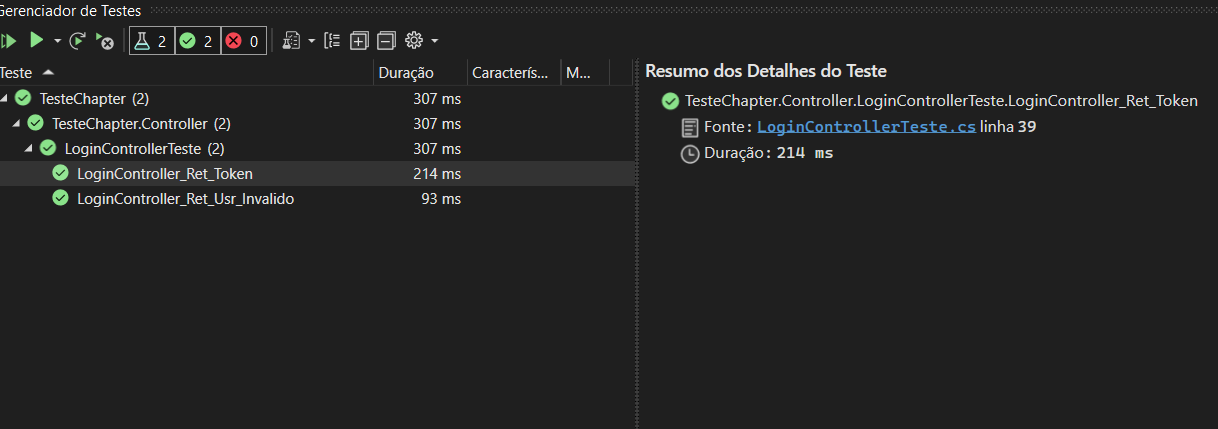 Gerenciador de Testes
2 2 0
Teste Duração Caracterís... M...
TesteChapter (2) 307 ms
TesteChapter.Controller (2) 307 ms
LoginControllerTeste (2) 307 ms
LoginController_Ret_Token 214 ms
LoginController_Ret_Usr_Invalido 93 ms
Resumo dos Detalhes do Teste
TesteChapter.Controller.LoginControllerTeste.LoginController_Ret_Token
Fonte: LoginControllerTeste.cs linha 39
Duração: 214 ms